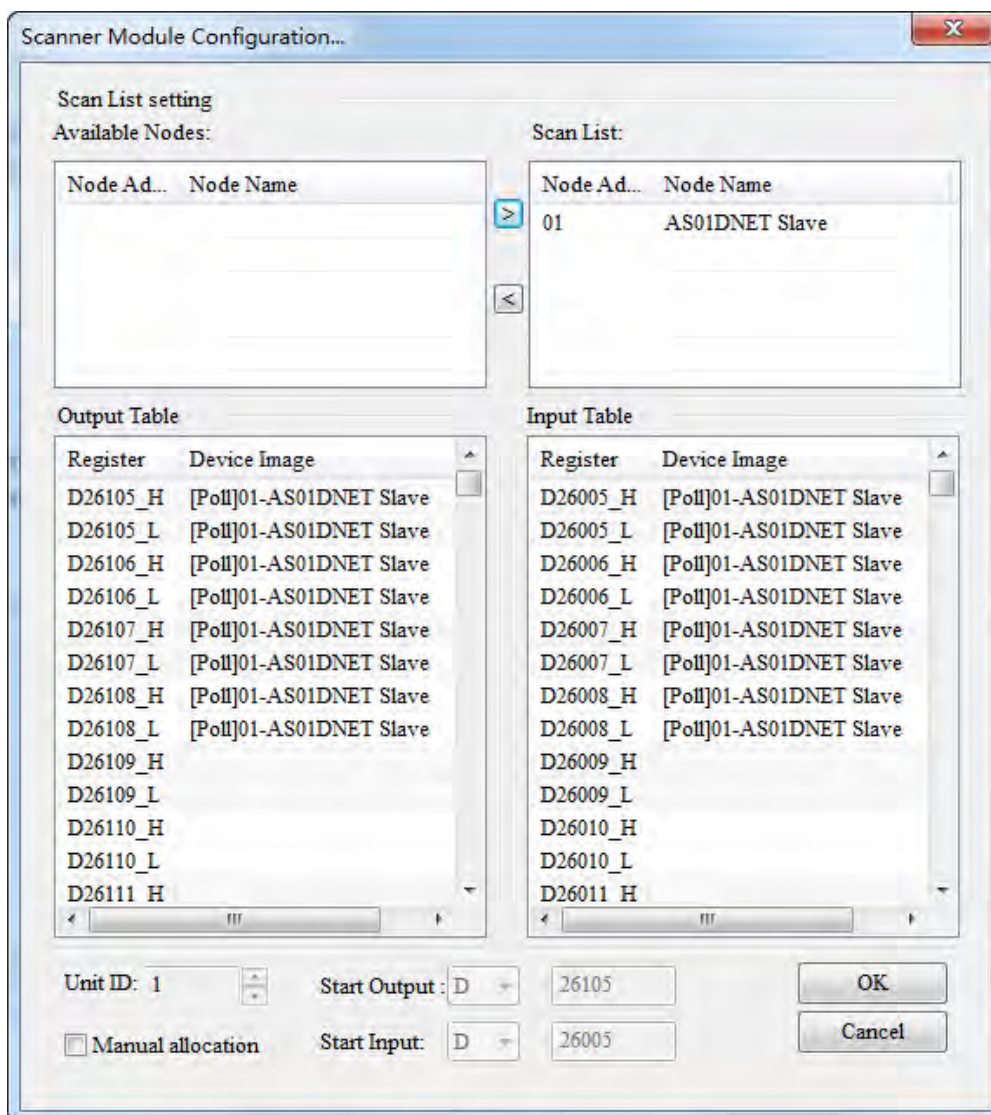 Scanner Module Configuration...
Scan List setting
Available Nodes:
Node Ad... Node Name
Scan List:
Node Ad... Node Name
01 AS01DNET Slave
>
<
Output Table
Register Device Image
D26105_H [Poll]01-AS01DNET Slave
D26105_L [Poll]01-AS01DNET Slave
D26106_H [Poll]01-AS01DNET Slave
D26106_L [Poll]01-AS01DNET Slave
D26107_H [Poll]01-AS01DNET Slave
D26107_L [Poll]01-AS01DNET Slave
D26108_H [Poll]01-AS01DNET Slave
D26108_L [Poll]01-AS01DNET Slave
D26109_H
D26109_L
D26110_H
D26110_L
D26111_H
Input Table
Register Device Image
D26005_H [Poll]01-AS01DNET Slave
D26005_L [Poll]01-AS01DNET Slave
D26006_H [Poll]01-AS01DNET Slave
D26006_L [Poll]01-AS01DNET Slave
D26007_H [Poll]01-AS01DNET Slave
D26007_L [Poll]01-AS01DNET Slave
D26008_H [Poll]01-AS01DNET Slave
D26008_L [Poll]01-AS01DNET Slave
D26009_H
D26009_L
D26010_H
D26010_L
D26011_H
Unit ID: 1
Start Output : D 26105
OK
Manual allocation
Start Input: D 26005
Cancel